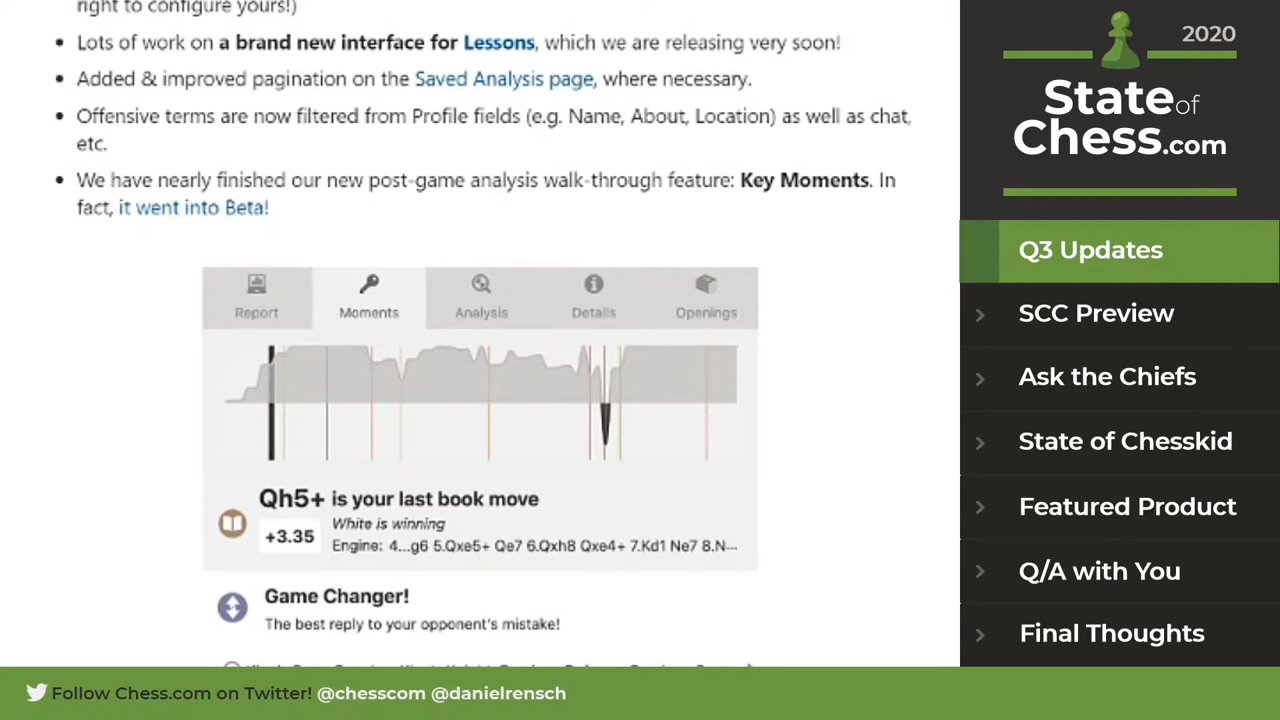 right to configure yours!)
Lots of work on a brand new interface for Lessons, which we are releasing very soon!
Added & improved pagination on the Saved Analysis page, where necessary.
Offensive terms are now filtered from Profile fields (e.g. Name, About, Location) as well as chat,
etc.
We have nearly finished our new post-game analysis walk-through feature: Key Moments. In
fact, it went into Beta!
Report Moments Analysis Details Openings
Qh5+ is your last book move
White is winning
+3.35
Engine: 4...g6 5.Qxe5+ Qe7 6.Qxh8 Qxe4+ 7.Kd1 Ne7 8.N...
Game Changer!
The best reply to your opponent's mistake!
2020
State of
Chess.com
Q3 Updates
SCC Preview
Ask the Chiefs
State of Chesskid
Featured Product
Q/A with You
Final Thoughts
Follow Chess.com on Twitter! @chesscom @danielrensch